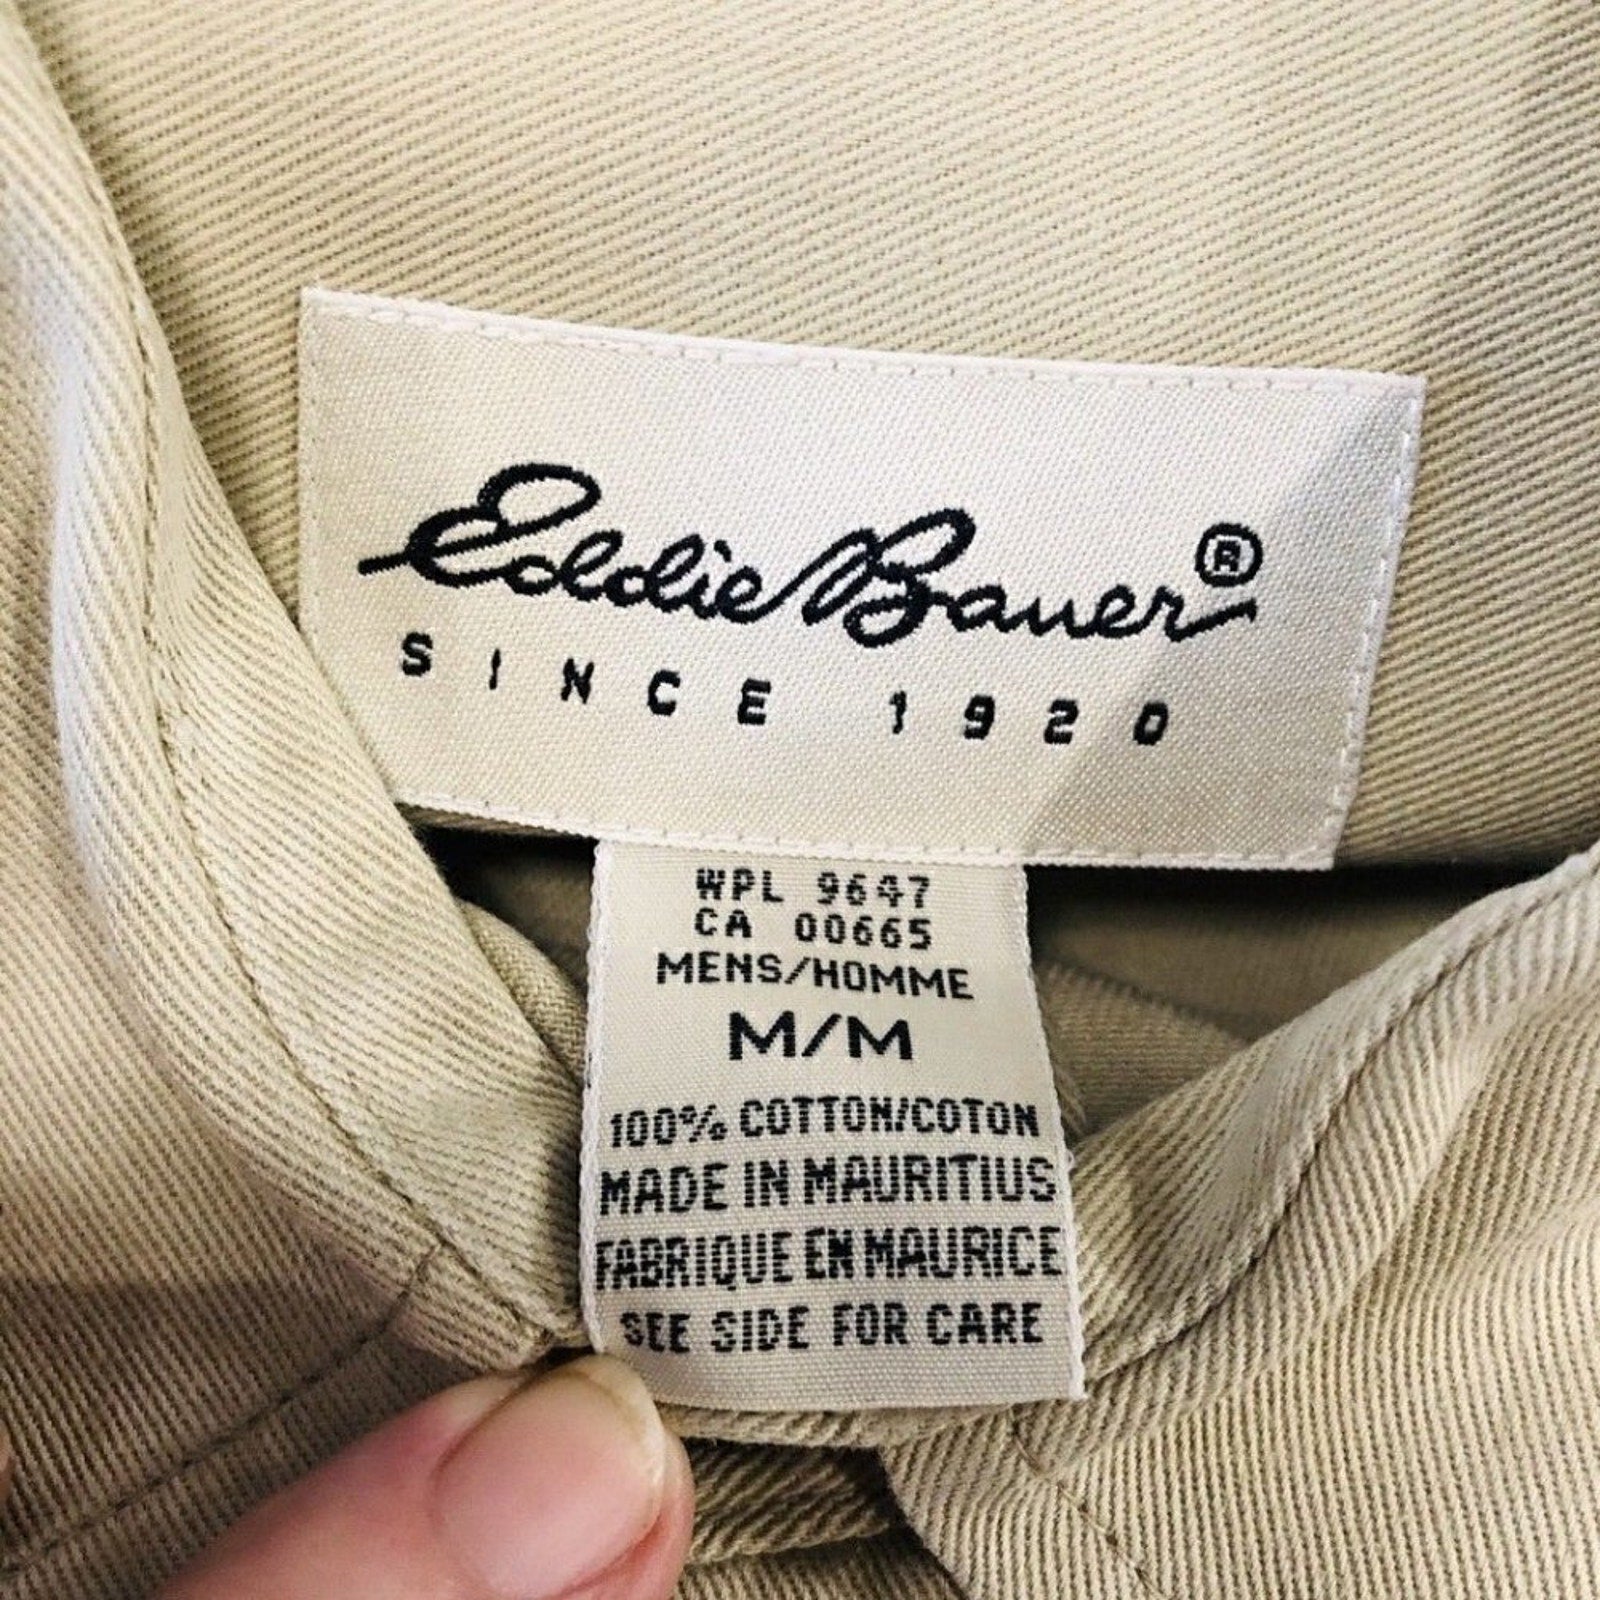 Eddie Bauer®
SINCE 1920
WPL 9647
CA 00665
MENS/HOMME
M/M
100% COTTON/COTON
MADE IN MAURITIUS
FABRIQUE EN MAURICE
SEE SIDE FOR CARE